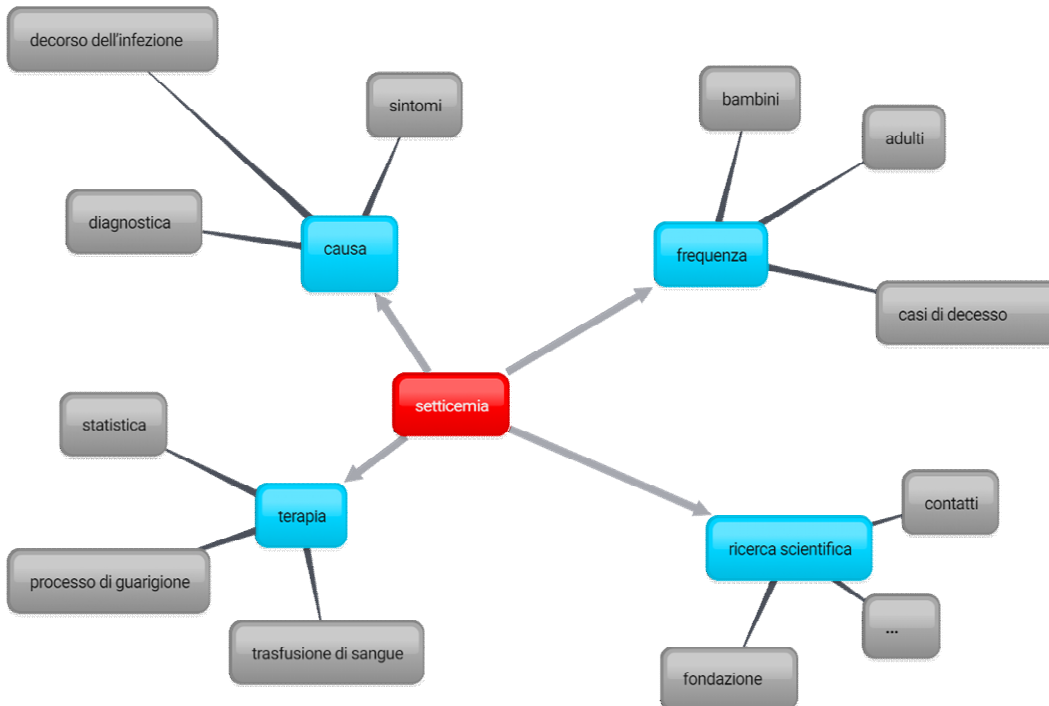 decorso dell'infezione
sintomi
diagnostica
causa
bambini
adulti
frequenza
casi di decesso
setticemia
statistica
terapia
processo di guarigione
trasfusione di sangue
contatti
ricerca scientifica
...
fondazione